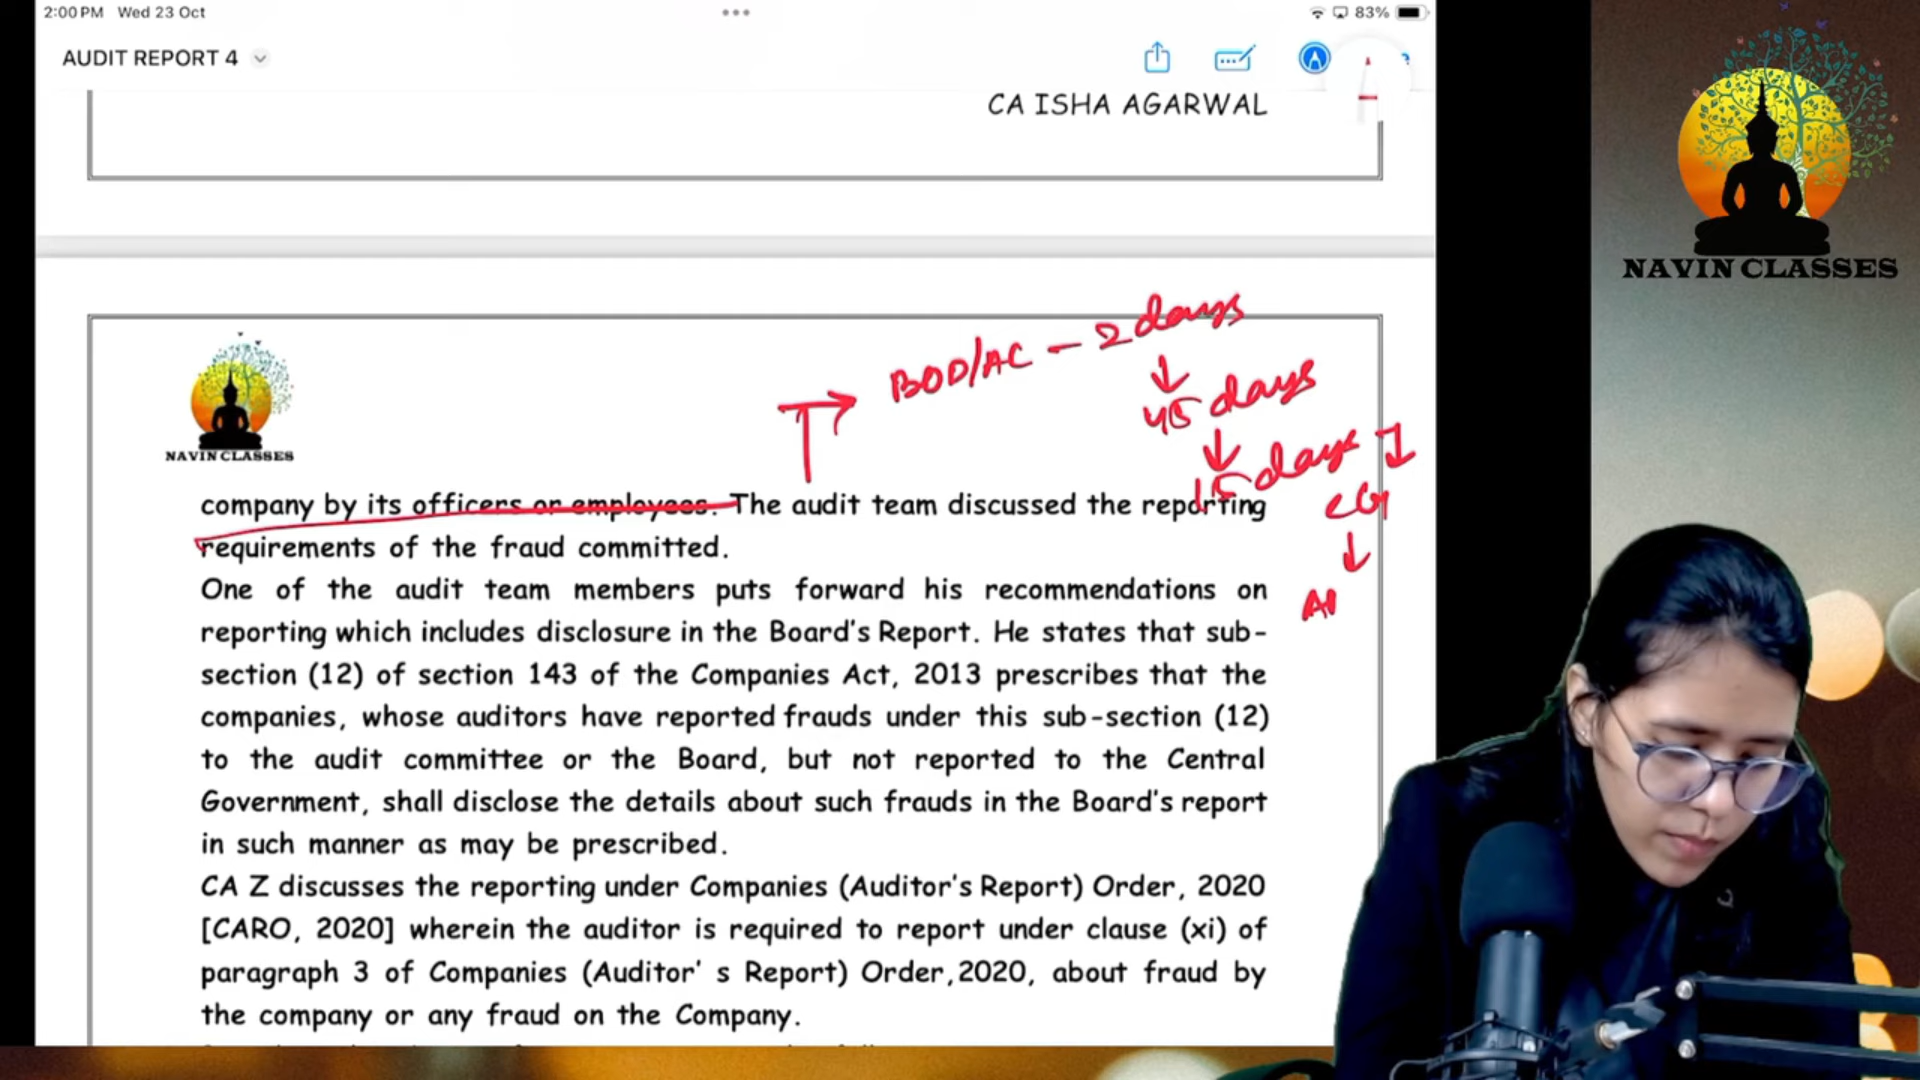 2:00 PM Wed 23 Oct
83%
AUDIT REPORT 4
CA ISHA AGARWAL
NAVIN CLASSES
BOD/AC - 2 days
45 days
15 days
CG
NAVIN CLASSES
company by its officers or employees. The audit team discussed the reporting
requirements of the fraud committed.
One of the audit team members puts forward his recommendations on
reporting which includes disclosure in the Board's Report. He states that sub-
section (12) of section 143 of the Companies Act, 2013 prescribes that the
companies, whose auditors have reported frauds under this sub-section (12)
to the audit committee or the Board, but not reported to the Central
Government, shall disclose the details about such frauds in the Board's report
in such manner as may be prescribed.
CA Z discusses the reporting under Companies (Auditor's Report) Order, 2020
[CARO, 2020] wherein the auditor is required to report under clause (xi) of
paragraph 3 of Companies (Auditor' s Report) Order,2020, about fraud by
the company or any fraud on the Company.